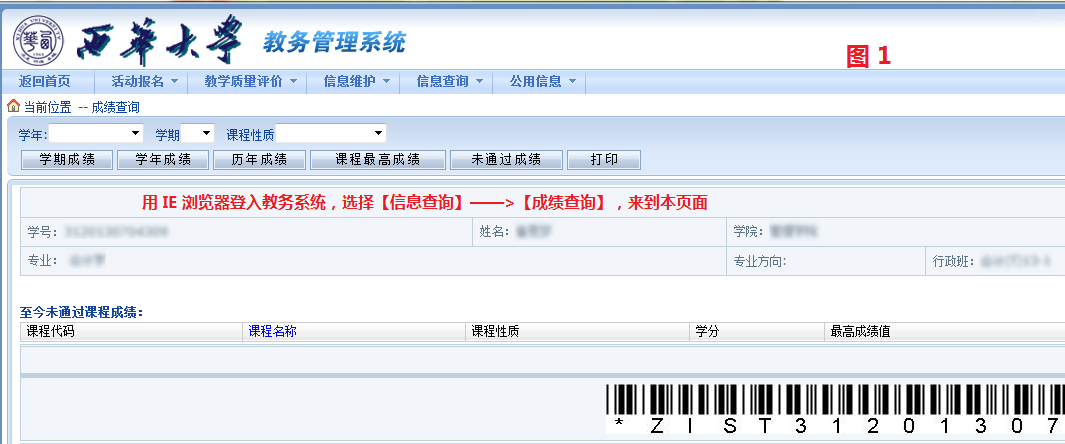 西华大学 教务管理系统
图 1
返回首页 活动报名 教学质量评价 信息维护 信息查询 公用信息
当前位置 -- 成绩查询
学年: 学期 课程性质
学期成绩 学年成绩 历年成绩 课程最高成绩 未通过成绩 打印
用 IE 浏览器登入教务系统，选择【信息查询】——>【成绩查询】，来到本页面
学号: 姓名: 学院:
专业: 专业方向: 行政班:
至今未通过课程成绩：
课程代码 课程名称 课程性质 学分 最高成绩值
* Z I S T 3 1 2 0 1 3 0 7